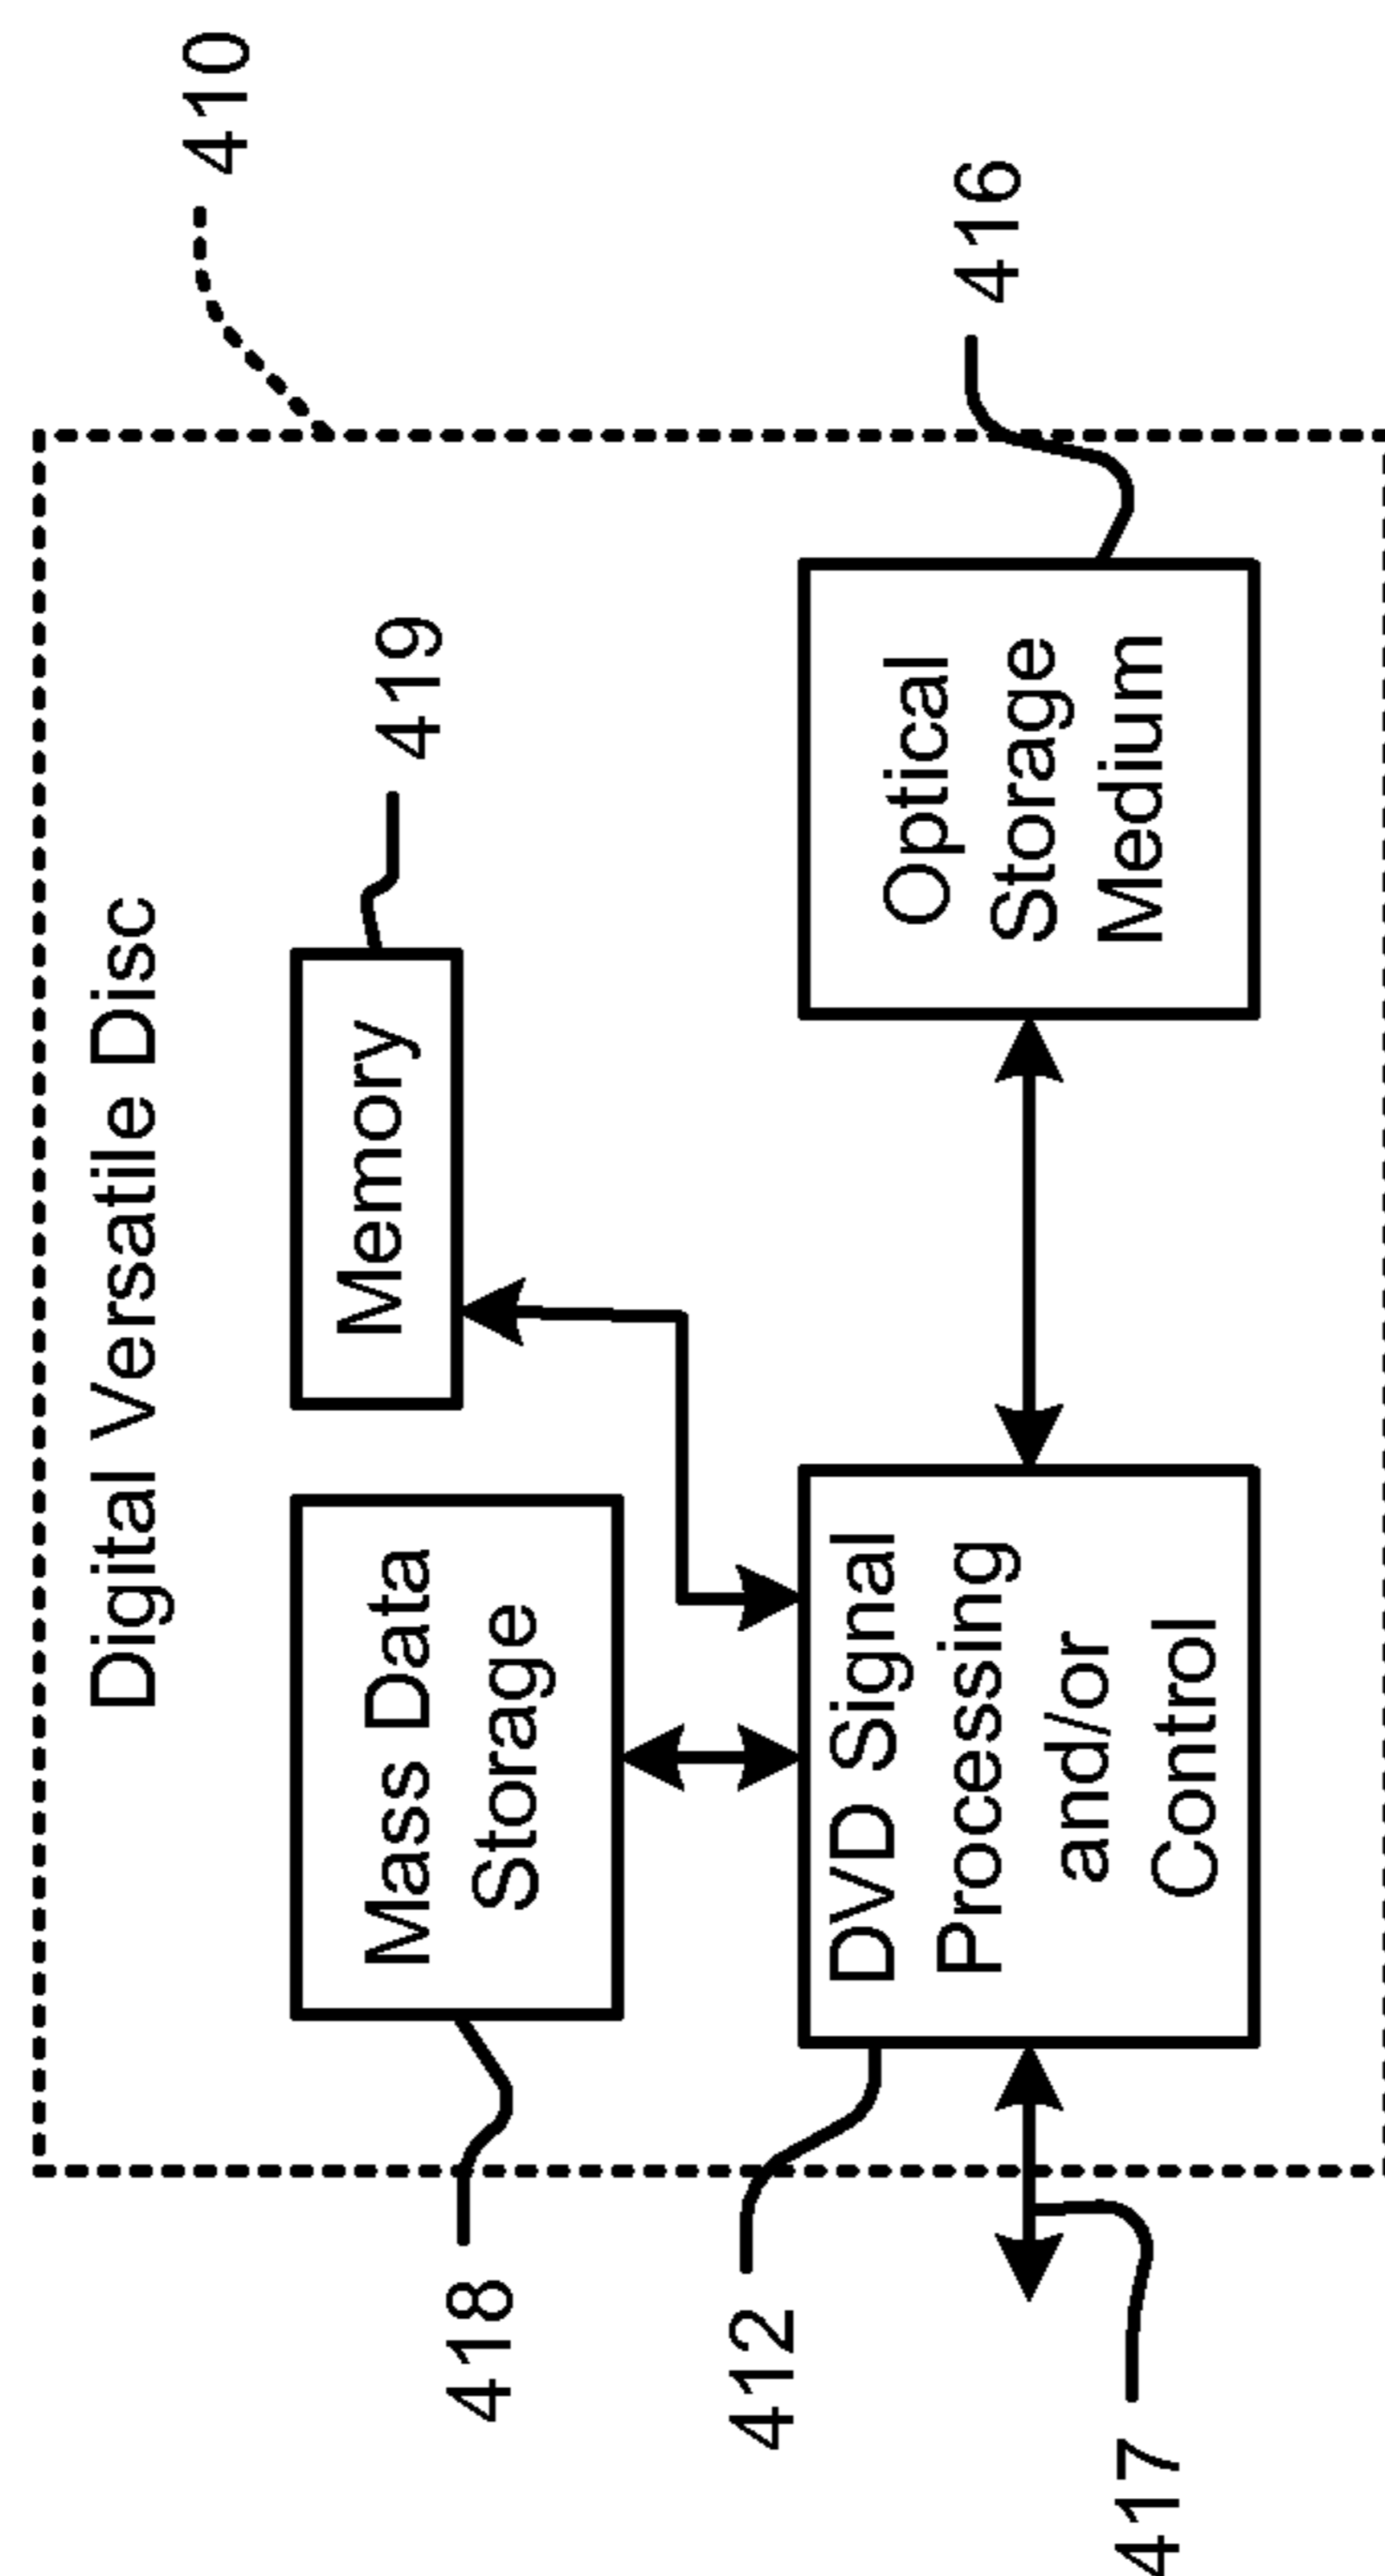 Digital Versatile Disc
410
Mass Data
Storage
Memory
418
419
DVD Signal
Processing
and/or
Control
Optical
Storage
Medium
412
416
417